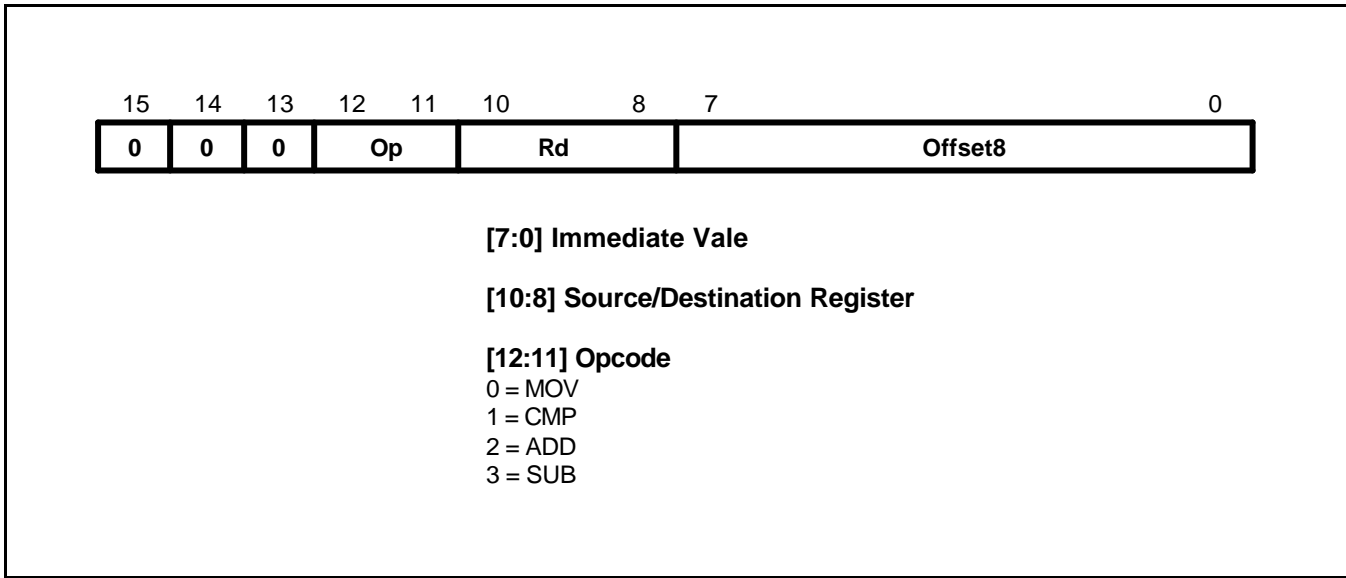 15 14 13 12 11 10 8 7 0
0 0 0 Op Rd Offset8
[7:0] Immediate Vale
[10:8] Source/Destination Register
[12:11] Opcode
0 = MOV
1 = CMP
2 = ADD
3 = SUB